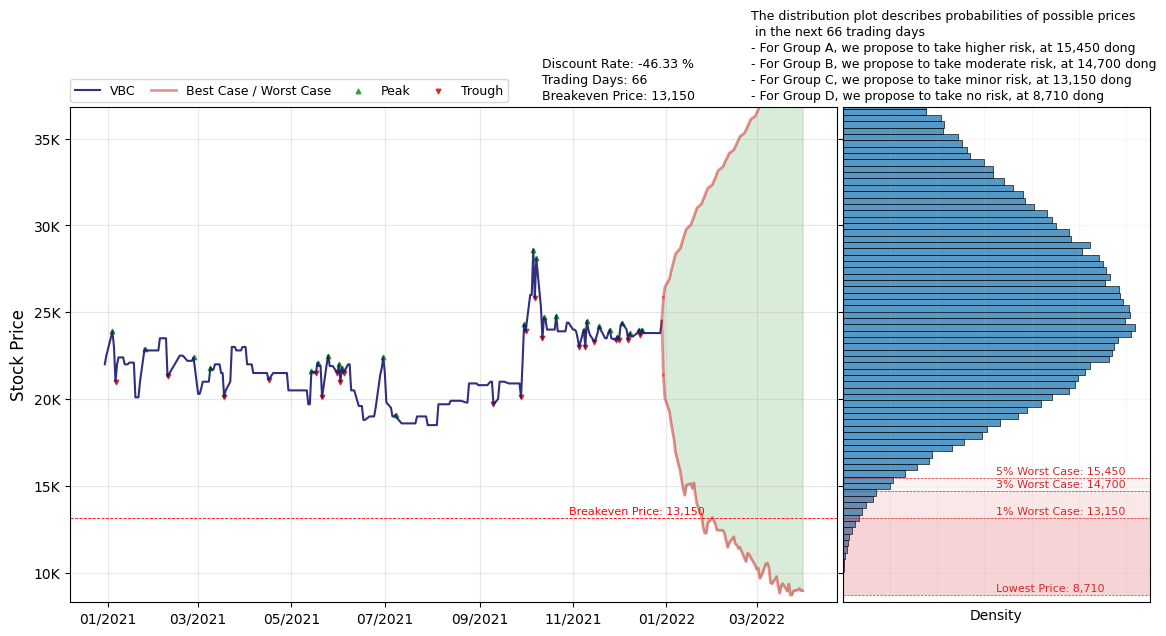 The distribution plot describes probabilities of possible prices
in the next 66 trading days
- For Group A, we propose to take higher risk, at 15,450 dong
- For Group B, we propose to take moderate risk, at 14,700 dong
- For Group C, we propose to take minor risk, at 13,150 dong
- For Group D, we propose to take no risk, at 8,710 dong
Discount Rate: -46.33 %
Trading Days: 66
Breakeven Price: 13,150
VBC
Best Case / Worst Case
Peak
Trough
Stock Price
35K
30K
25K
20K
15K
10K
Breakeven Price: 13,150
01/2021
03/2021
05/2021
07/2021
09/2021
11/2021
01/2022
03/2022
5% Worst Case: 15,450
3% Worst Case: 14,700
1% Worst Case: 13,150
Lowest Price: 8,710
Density